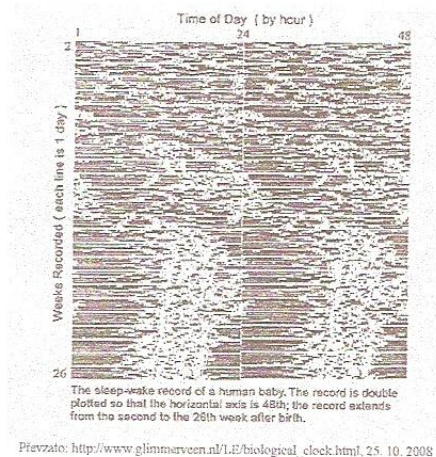 Time of Day ( by hour )
1 24 48
2
Weeks Recorded ( each line is 1 day )
26
The sleep-wake record of a human baby. The record is double
plotted so that the horizontal axis is 48th; the record extends
from the second to the 26th week after birth.
Převzato: http://www.glimmerveen.nl/LE/biological_clock.html, 25. 10. 2008